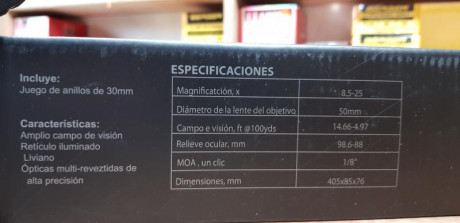 Incluye:
Juego de anillos de 30mm
Características:
Amplio campo de visión
Retículo iluminado
Liviano
Ópticas multi-reveztidas de
alta precisión
ESPECIFICACIONES
Magnificatción, x 8.5-25
Diámetro de la lente del objetivo 50mm
Campo e visión, ft @100yds 14.66-4.97
Relieve ocular, mm 98.6-88
MOA , un clic 1/8"
Dimensiones, mm 405x85x76